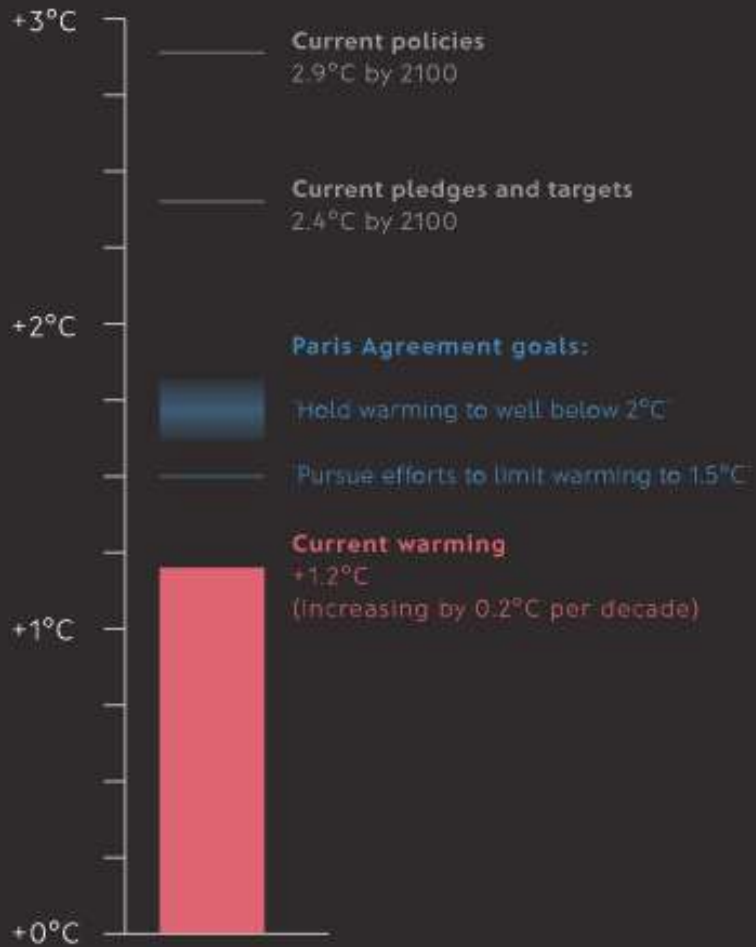 +3°C
Current policies
2.9°C by 2100
Current pledges and targets
2.4°C by 2100
+2°C
Paris Agreement goals:
Hold warming to well below 2°C
Pursue efforts to limit warming to 1.5°C
Current warming
+1.2°C
(increasing by 0.2°C per decade)
+1°C
+0°C